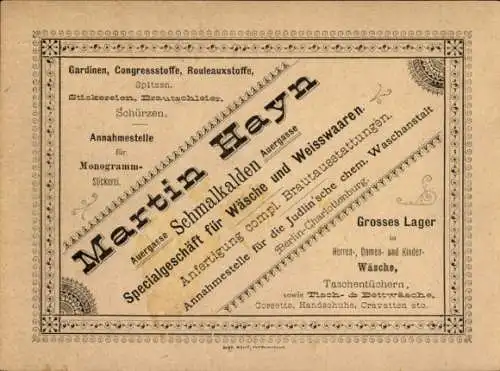 Gardinen, Congressstoffe, Rouleauxstoffe,
Spitzen,
Stickereien, Brautschleier,
Schürzen.
Annahmestelle
für
Monogramm-
Stickerei.
Martin Hayn
Auergasse Schmalkalden Auergasse
Specialgeschäft für Wäsche und Weisswaaren.
Anfertigung compl. Brautausstattungen.
Annahmestelle für die Judlin'sche chem. Waschanstalt
Berlin-Charlottenburg.
Grosses Lager
in
Herren-, Damen- und Kinder-
Wäsche,
Taschentüchern,
sowie Tisch- & Bettwäsche,
Corsetts, Handschuhe, Cravatten etc.